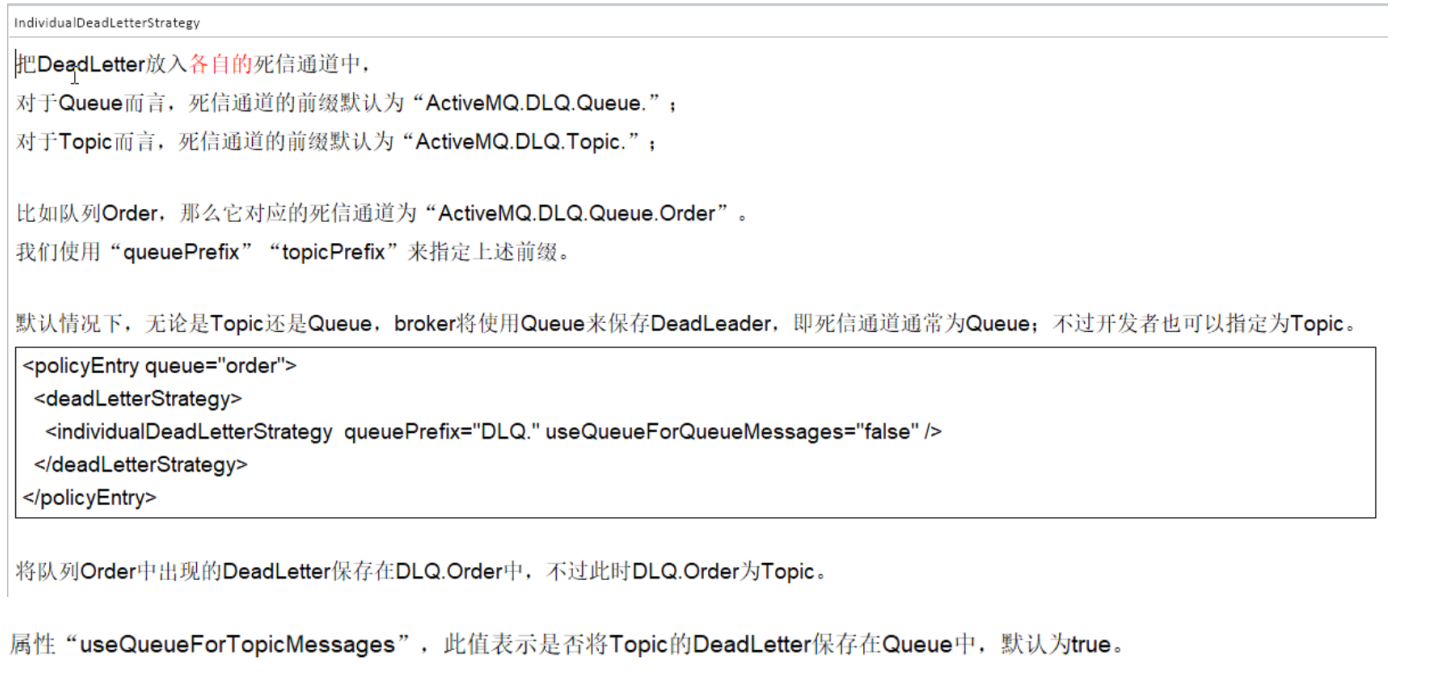 IndividualDeadLetterStrategy
把DeadLetter放入各自的死信通道中，
对于Queue而言，死信通道的前缀默认为“ActiveMQ.DLQ.Queue.”；
对于Topic而言，死信通道的前缀默认为“ActiveMQ.DLQ.Topic.”；
比如队列Order，那么它对应的死信通道为“ActiveMQ.DLQ.Queue.Order”。
我们使用“queuePrefix”“topicPrefix”来指定上述前缀。
默认情况下，无论是Topic还是Queue，broker将使用Queue来保存DeadLeader，即死信通道通常为Queue；不过开发者也可以指定为Topic。
<policyEntry queue="order">
<deadLetterStrategy>
<individualDeadLetterStrategy queuePrefix="DLQ." useQueueForQueueMessages="false" />
</deadLetterStrategy>
</policyEntry>
将队列Order中出现的DeadLetter保存在DLQ.Order中，不过此时DLQ.Order为Topic。
属性“useQueueForTopicMessages”，此值表示是否将Topic的DeadLetter保存在Queue中，默认为true。